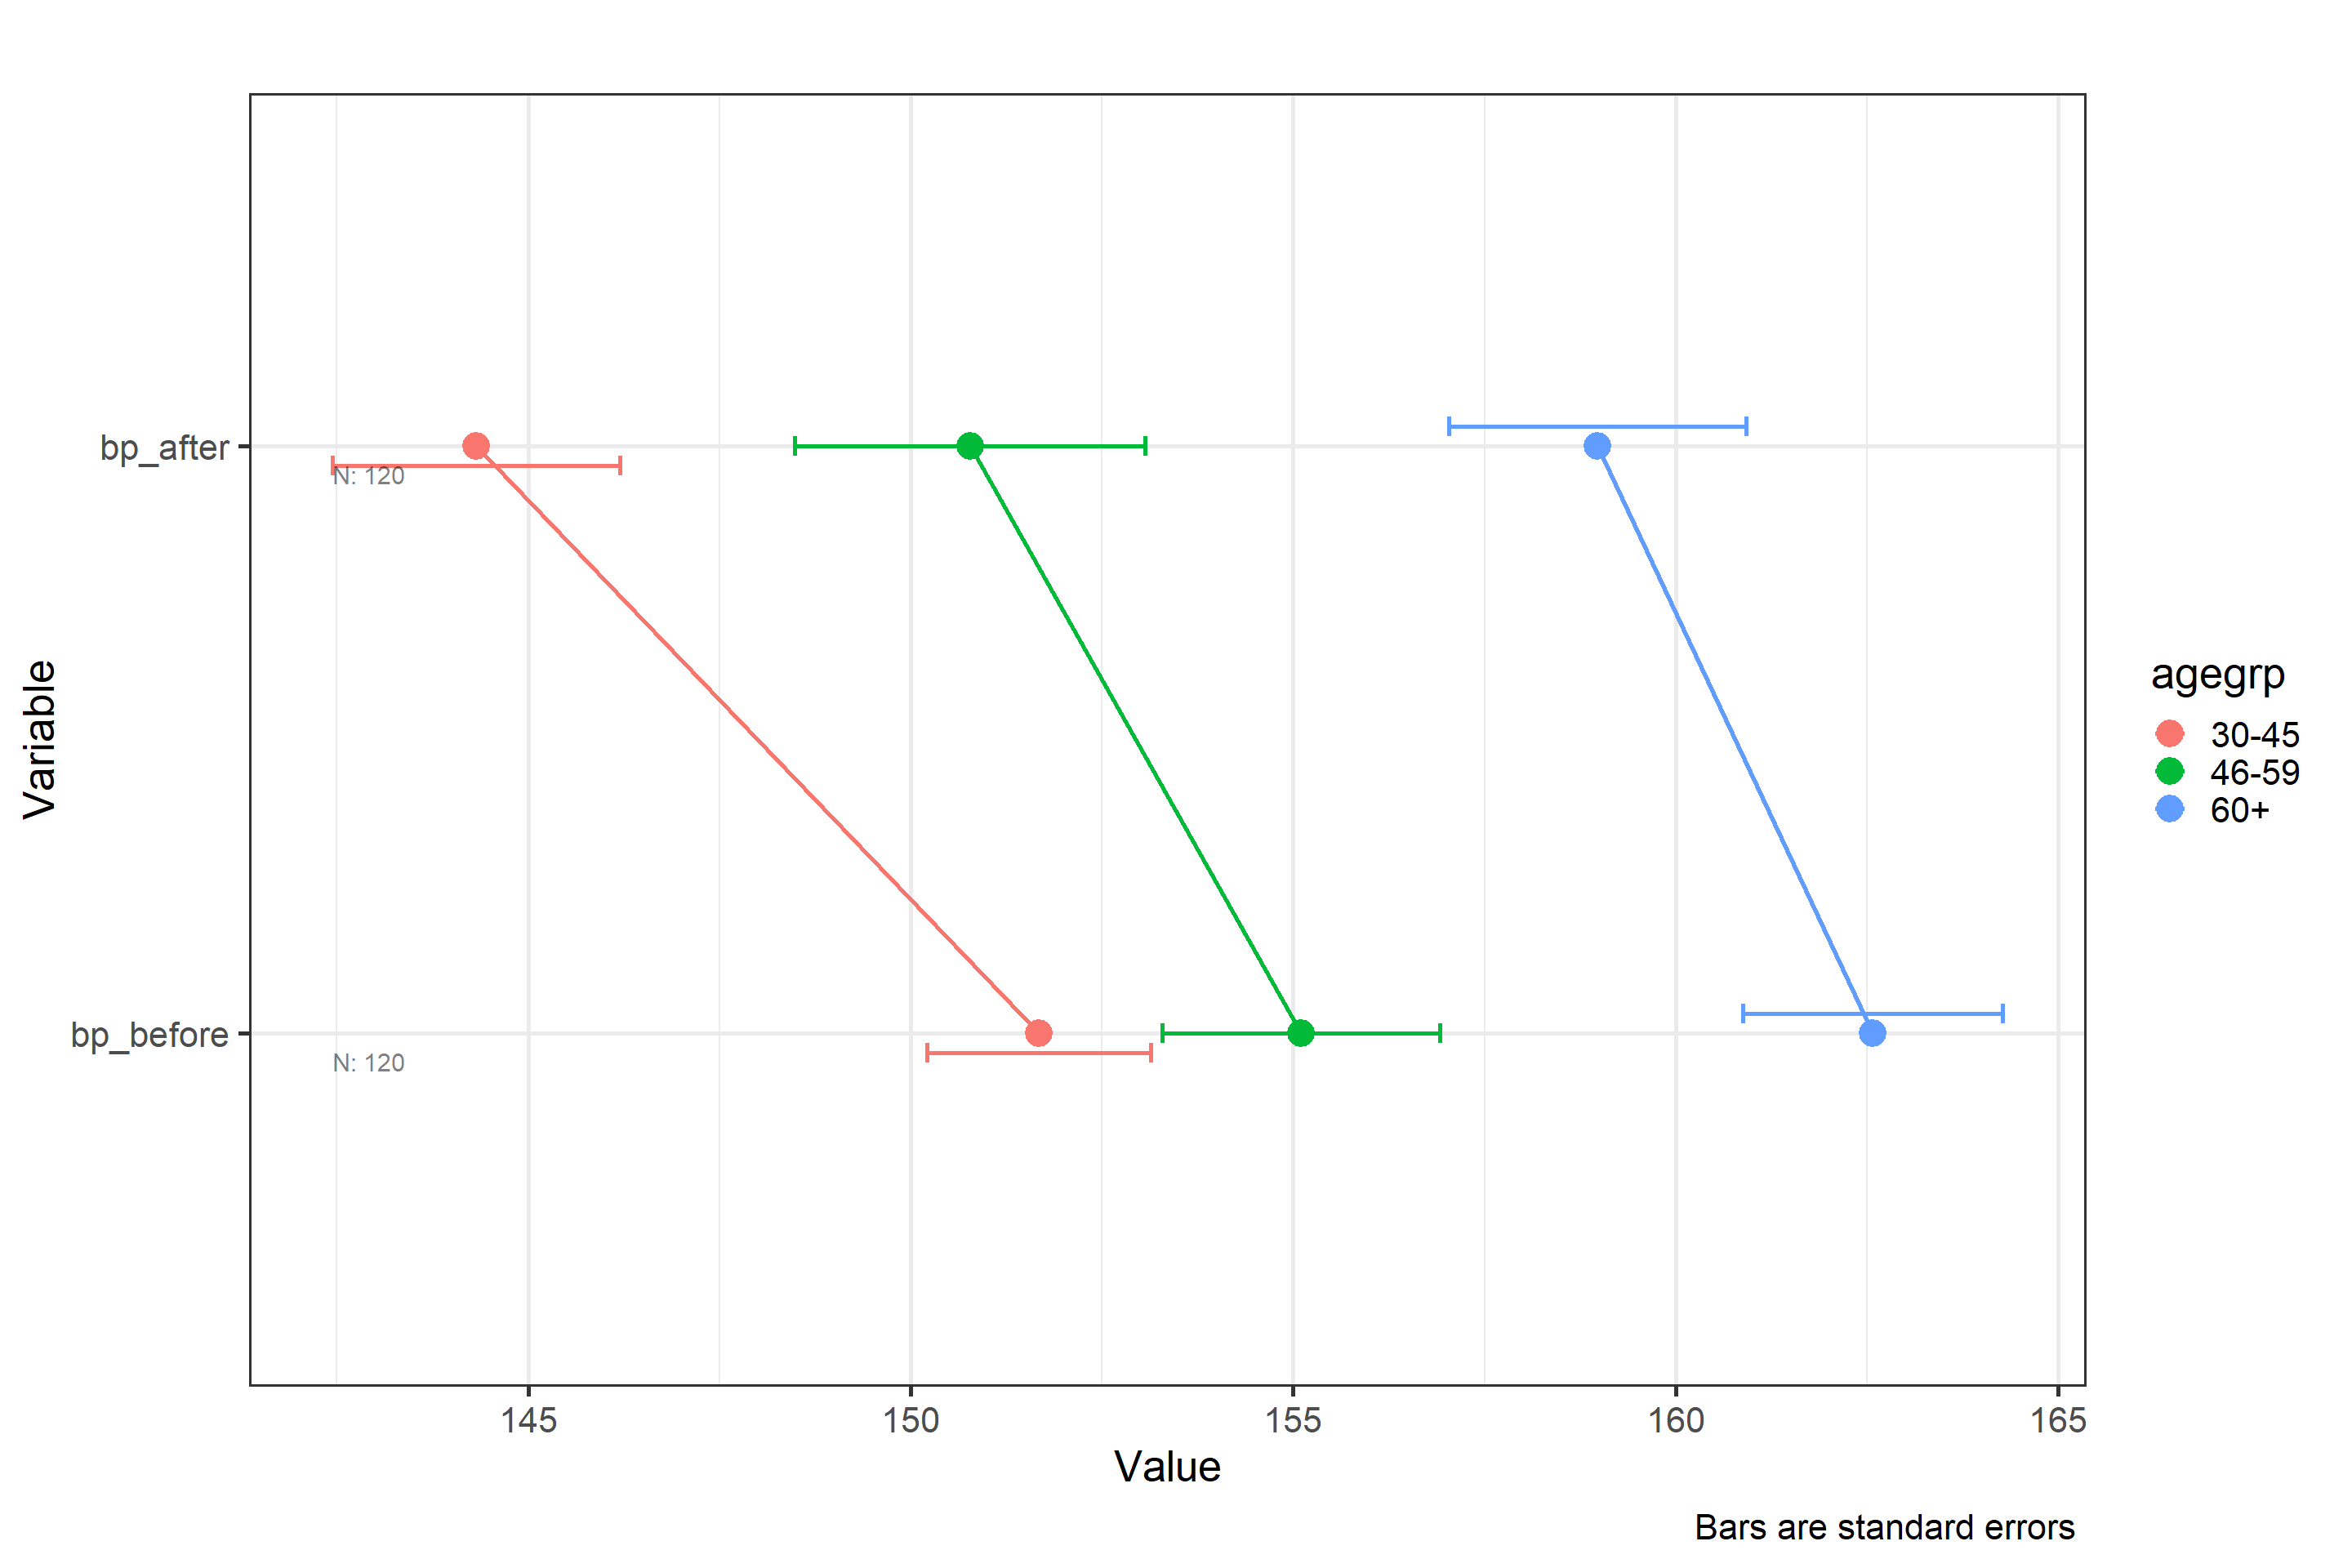 Variable
bp_after
N: 120
bp_before
N: 120
145 150 155 160 165
Value
Bars are standard errors
agegrp
30-45
46-59
60+